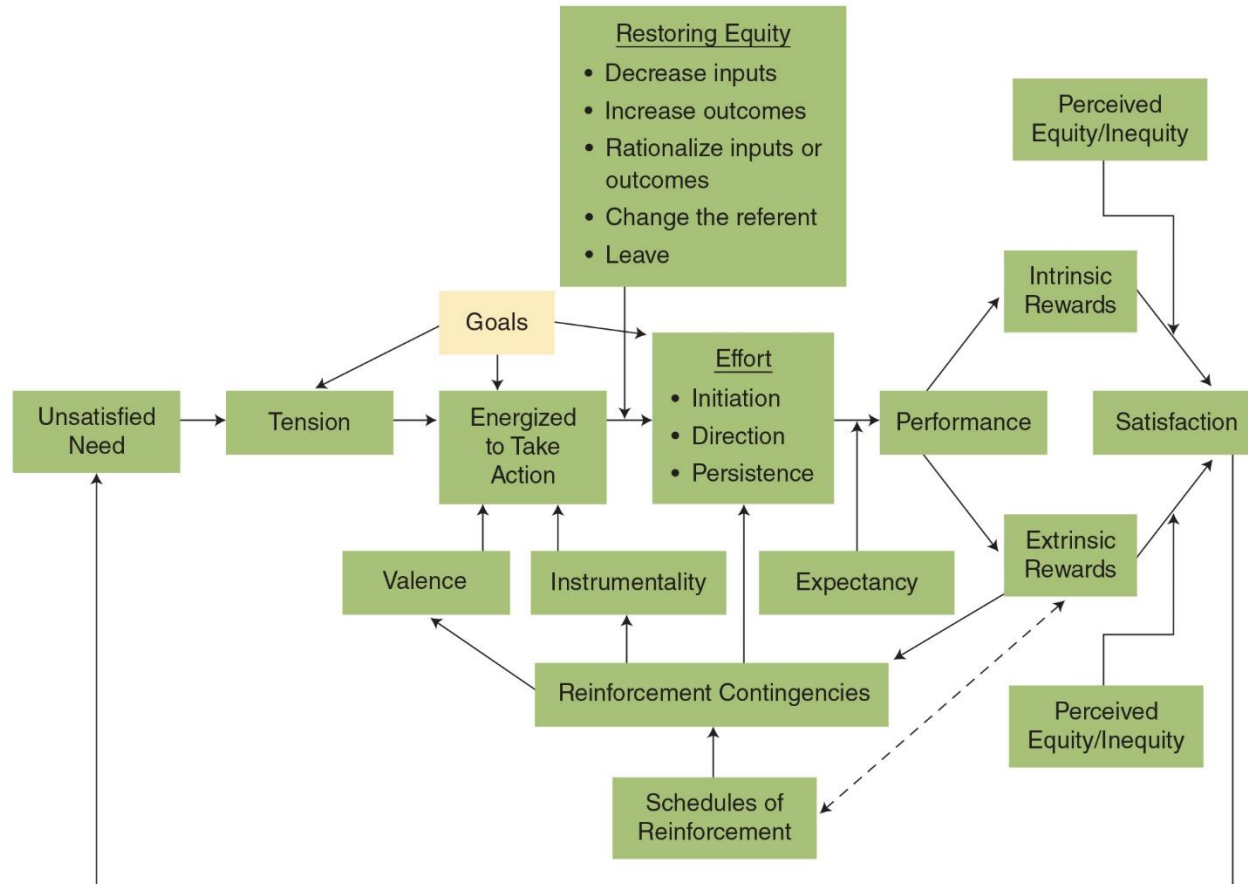 Restoring Equity
• Decrease inputs
• Increase outcomes
• Rationalize inputs or
outcomes
• Change the referent
• Leave
Perceived
Equity/Inequity
Intrinsic
Rewards
Goals
Effort
• Initiation
• Direction
• Persistence
Unsatisfied
Need
Tension
Energized
to Take
Action
Performance
Satisfaction
Valence
Instrumentality
Expectancy
Extrinsic
Rewards
Reinforcement Contingencies
Perceived
Equity/Inequity
Schedules of
Reinforcement